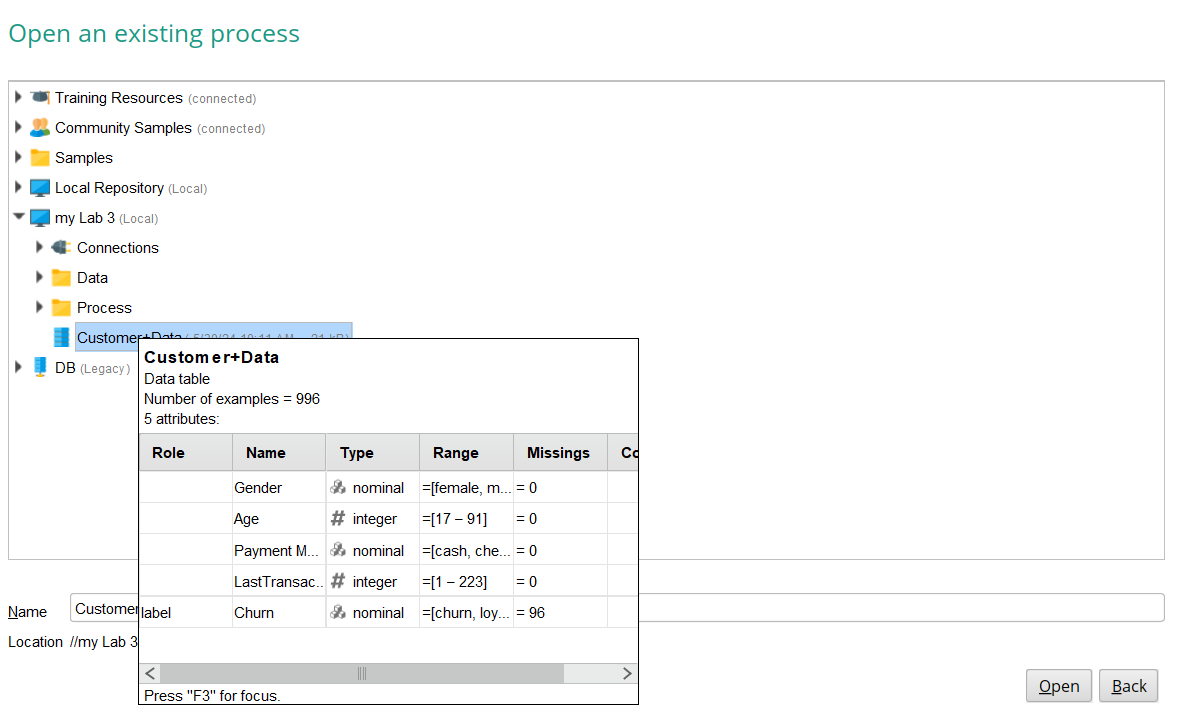 Open an existing process
Training Resources (connected)
Community Samples (connected)
Samples
Local Repository (Local)
my Lab 3 (Local)
Connections
Data
Process
Customer+Data
DB (Legacy)
Customer+Data
Data table
Number of examples = 996
5 attributes:
Role Name Type Range Missings Co
Gender nominal =[female, m... = 0
Age # integer =[17 – 91] = 0
Payment M... nominal =[cash, che... = 0
LastTransac... # integer =[1 – 223] = 0
label Churn nominal =[churn, loy... = 96
Press "F3" for focus.
Name Customer
Location //my Lab 3
Open Back